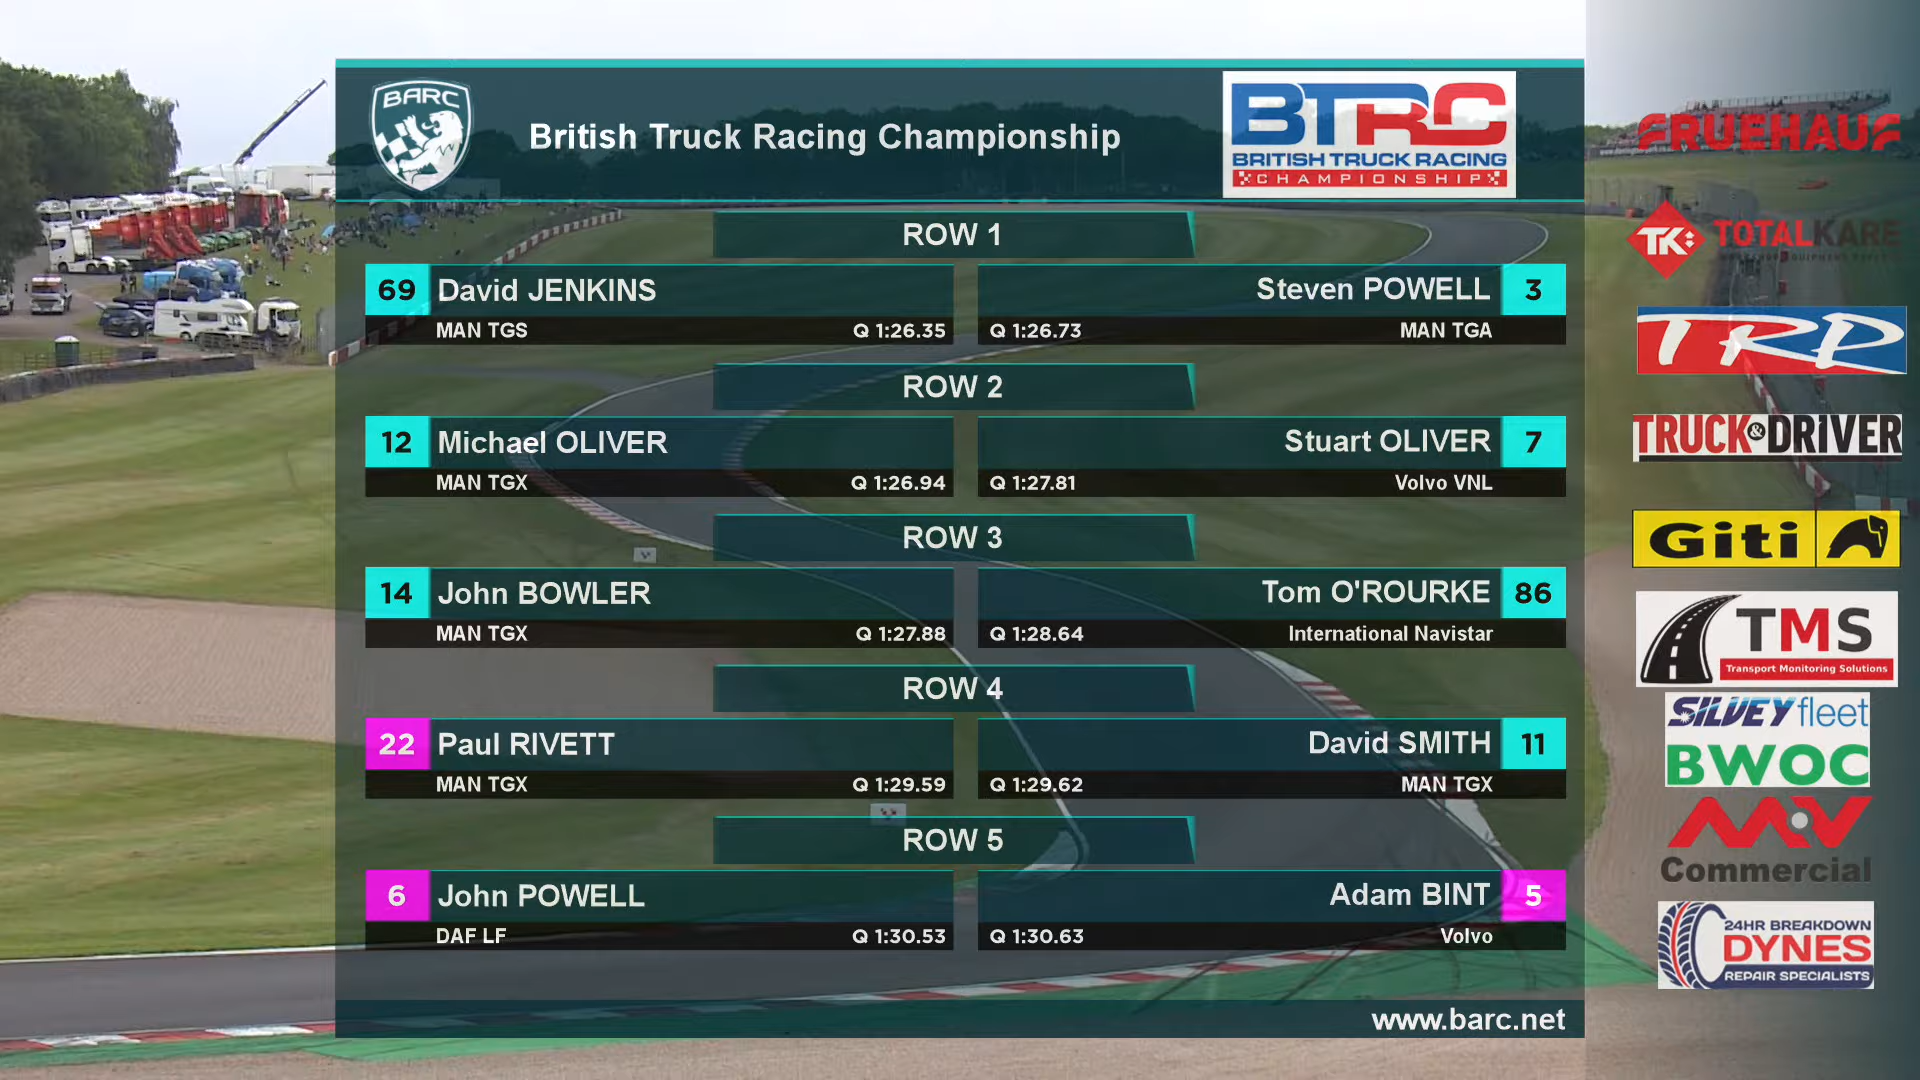 BARC
British Truck Racing Championship
BTRC
BRITISH TRUCK RACING
CHAMPIONSHIP
ROW 1
69 David JENKINS
MAN TGS Q 1:26.35
Steven POWELL 3
Q 1:26.73 MAN TGA
ROW 2
12 Michael OLIVER
MAN TGX Q 1:26.94
Stuart OLIVER 7
Q 1:27.81 Volvo VNL
ROW 3
14 John BOWLER
MAN TGX Q 1:27.88
Tom O'ROURKE 86
Q 1:28.64 International Navistar
ROW 4
22 Paul RIVETT
MAN TGX Q 1:29.59
David SMITH 11
Q 1:29.62 MAN TGX
ROW 5
6 John POWELL
DAF LF Q 1:30.53
Adam BINT 5
Q 1:30.63 Volvo
www.barc.net
FRUEHAUF
TK TOTALKARE
TRP
TRUCK & DRIVER
Giti
TMS
Transport Monitoring Solutions
SILVEY fleet
BWOC
MV
Commercial
24HR BREAKDOWN
DYNES
REPAIR SPECIALISTS